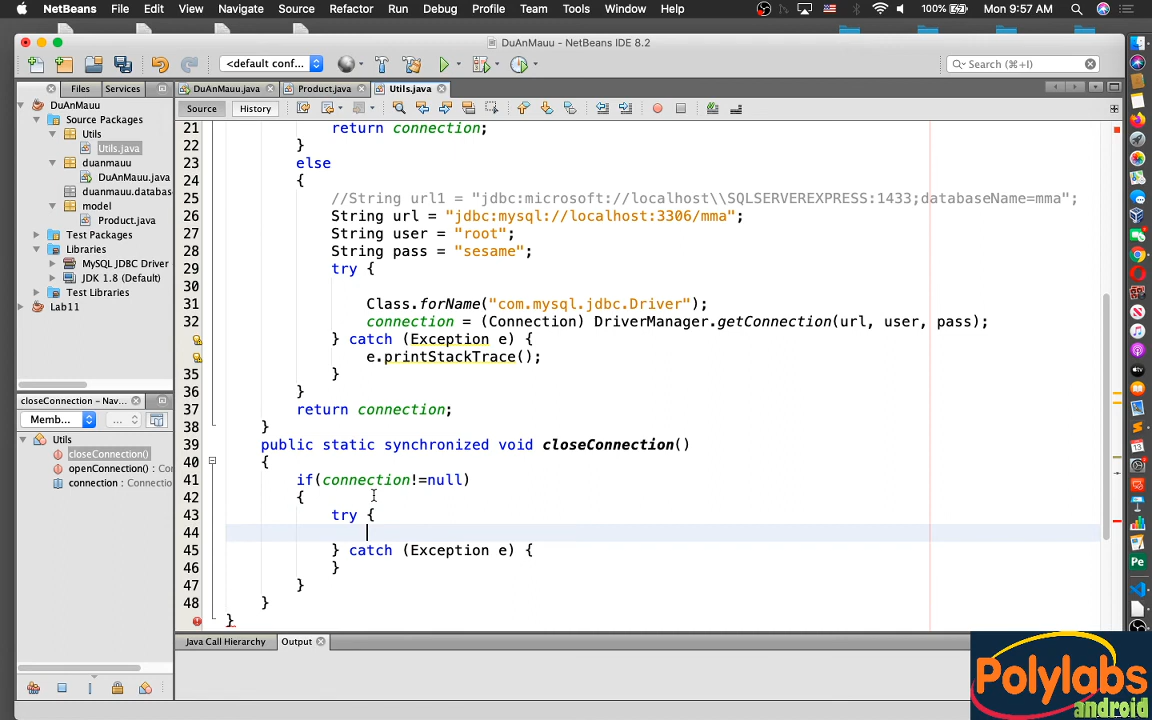 NetBeans File Edit View Navigate Source Refactor Run Debug Profile Team Tools Window Help 100% Mon 9:57 AM
DuAnMauu - NetBeans IDE 8.2
<default conf... Search (⌘+I)
Files Services DuAnMauu.java Product.java Utils.java
Source History
DuAnMauu
Source Packages
Utils
Utils.java
duanmauu
DuAnMauu.java
duanmauu.databas
model
Product.java
Test Packages
Libraries
MySQL JDBC Driver
JDK 1.8 (Default)
Test Libraries
Lab11
closeConnection - Nav...
Memb... ...
Utils
closeConnection()
openConnection() : Co
connection : Connectio
21 return connection;
22 }
23 else
24 {
25 //String url1 = "jdbc:microsoft://localhost\\SQLSERVEREXPRESS:1433;databaseName=mma";
26 String url = "jdbc:mysql://localhost:3306/mma";
27 String user = "root";
28 String pass = "sesame";
29 try {
30
31 Class.forName("com.mysql.jdbc.Driver");
32 connection = (Connection) DriverManager.getConnection(url, user, pass);
} catch (Exception e) {
e.printStackTrace();
35 }
36 }
37 return connection;
38 }
39 public static synchronized void closeConnection()
40 {
41 if(connection!=null)
42 {
43 try {
44
45 } catch (Exception e) {
46 }
47 }
48 }
}
Java Call Hierarchy Output
Polylabs
android